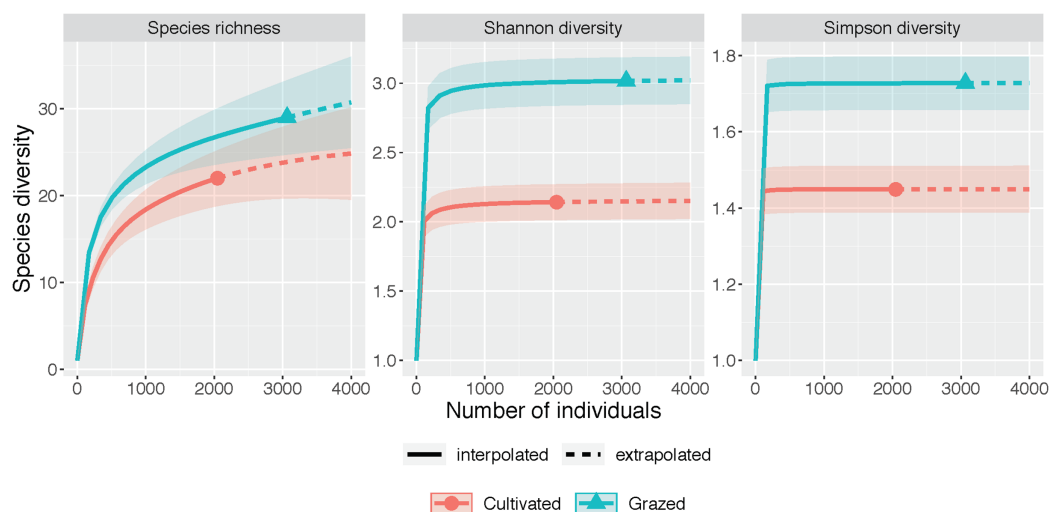 Species richness
Shannon diversity
Simpson diversity
Species diversity
30
20
10
0
3.0
2.5
2.0
1.5
1.0
1.8
1.6
1.4
1.2
1.0
0 1000 2000 3000 4000
0 1000 2000 3000 4000
0 1000 2000 3000 4000
Number of individuals
interpolated extrapolated
Cultivated Grazed